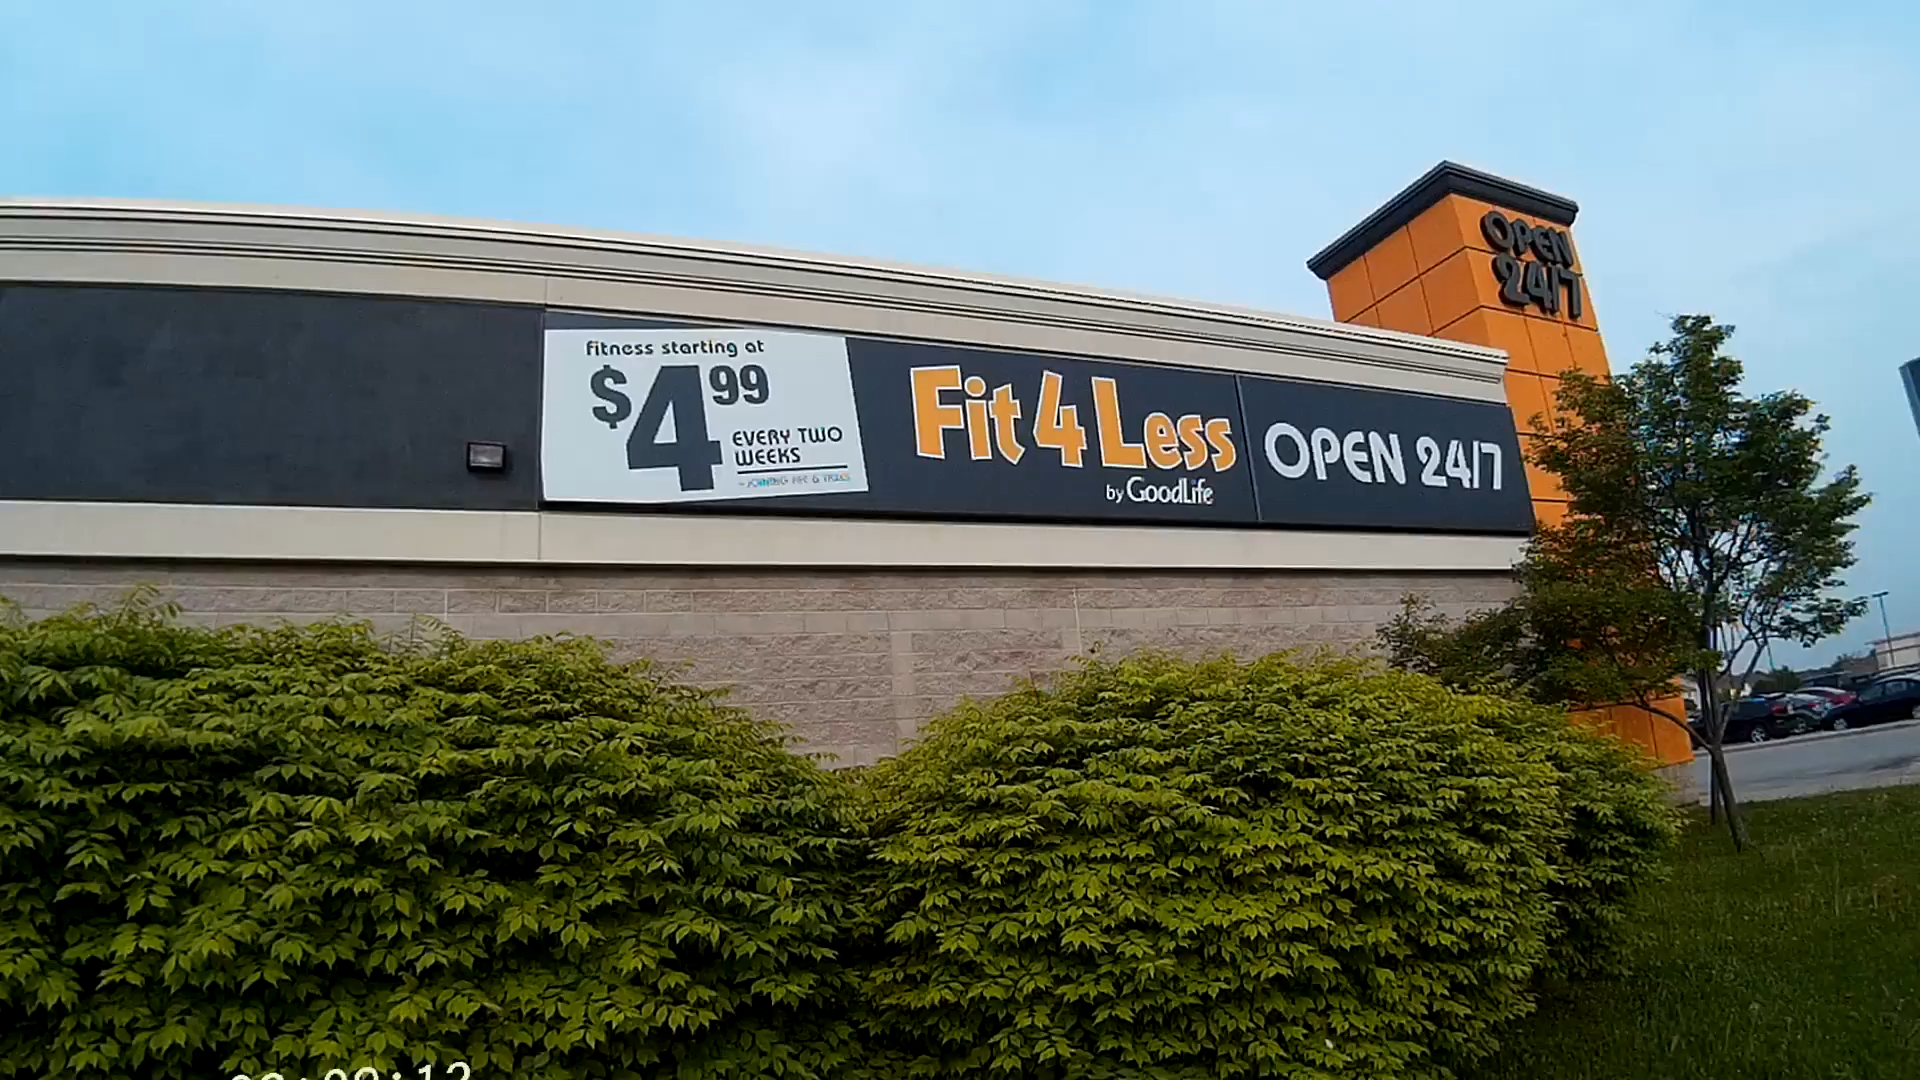 fitness starting at
$4 99
EVERY TWO
WEEKS
Fit 4 Less
by GoodLife
OPEN 24/7
OPEN
24/7